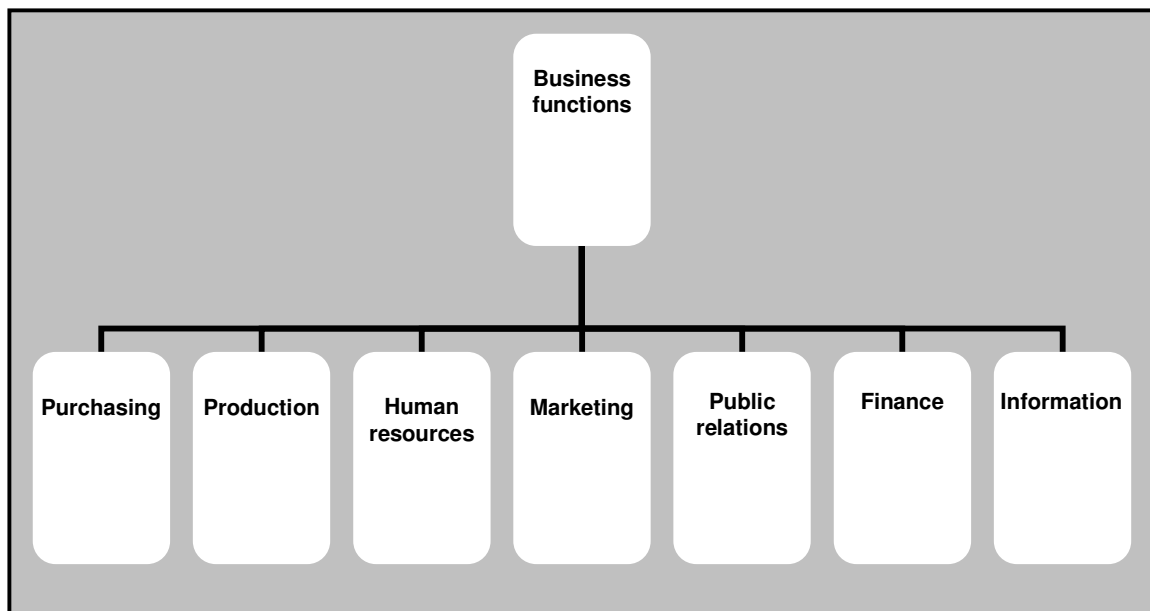 Business
functions
Purchasing
Production
Human
resources
Marketing
Public
relations
Finance
Information